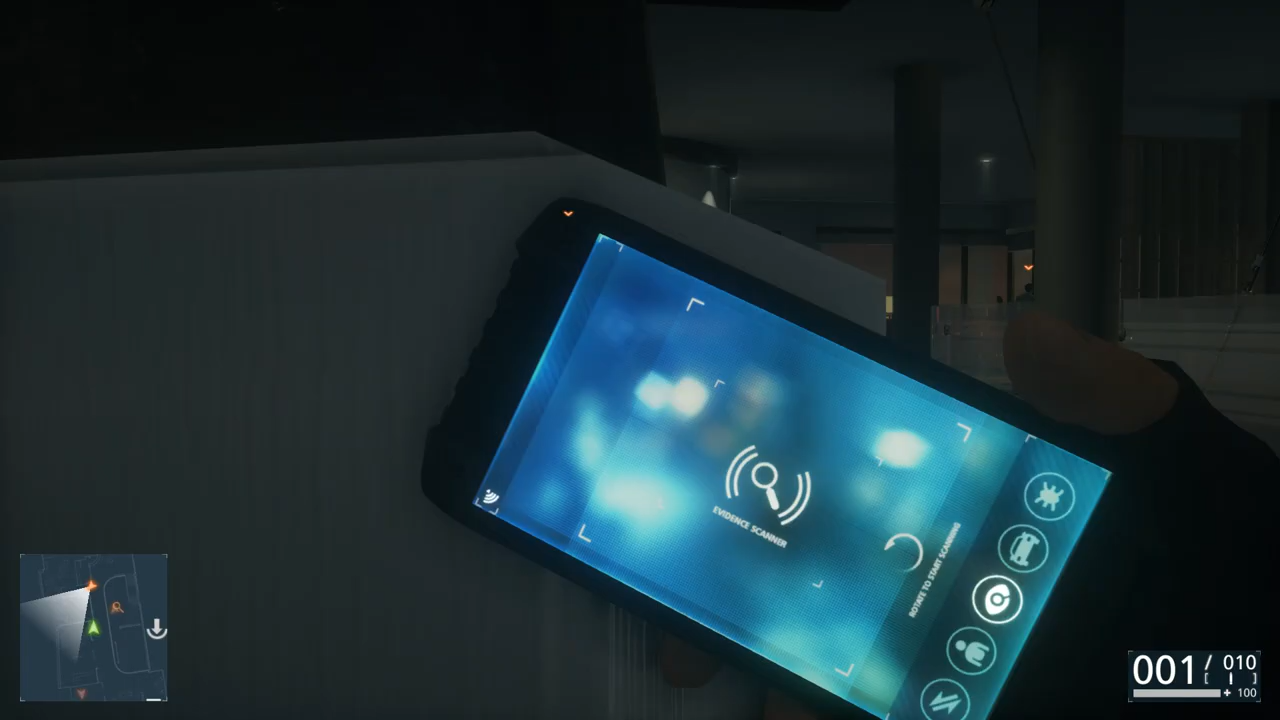 EVIDENCE SCANNER
ROTATE TO START SCANNING
001 / 010
[ | ]
+ 100